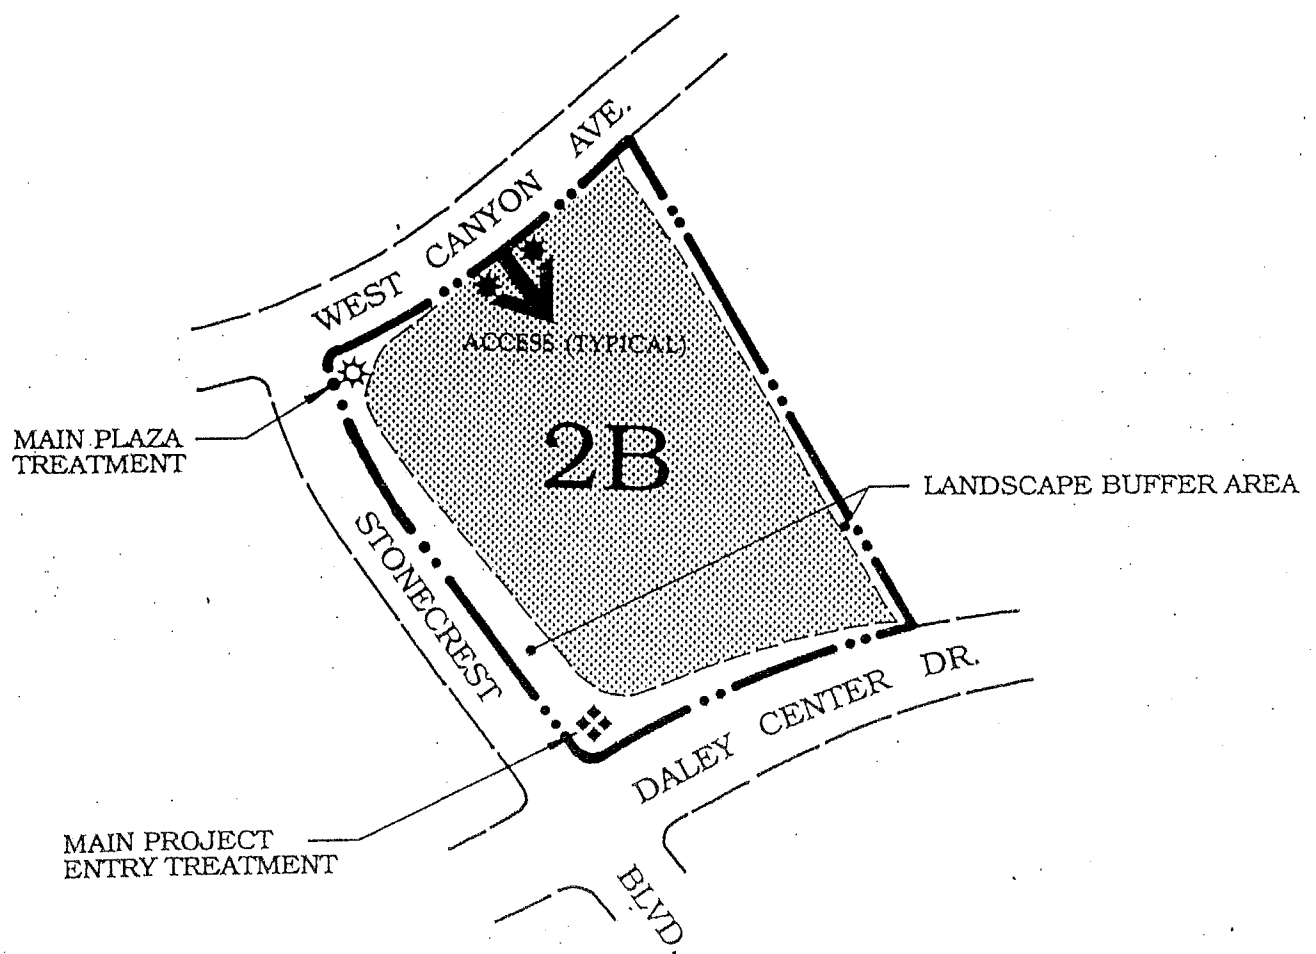 WEST CANYON AVE.
ACCESS (TYPICAL)
MAIN PLAZA
TREATMENT
2B
LANDSCAPE BUFFER AREA
STONECREST
DALEY CENTER DR.
MAIN PROJECT
ENTRY TREATMENT
BLVD.